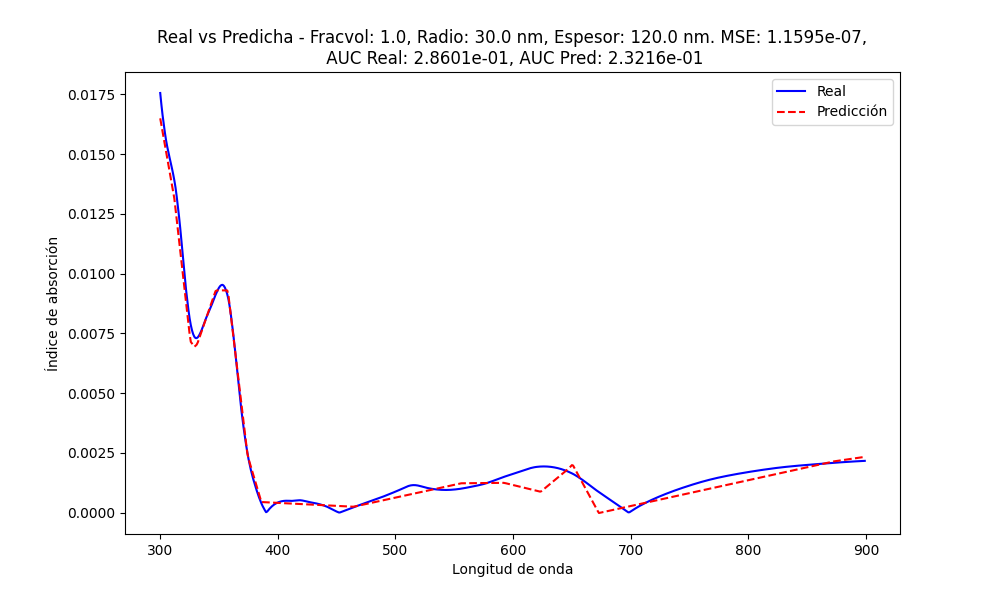 Real vs Predicha - Fracvol: 1.0, Radio: 30.0 nm, Espesor: 120.0 nm. MSE: 1.1595e-07,
AUC Real: 2.8601e-01, AUC Pred: 2.3216e-01
Real
Predicción
Índice de absorción
0.0175
0.0150
0.0125
0.0100
0.0075
0.0050
0.0025
0.0000
300 400 500 600 700 800 900
Longitud de onda